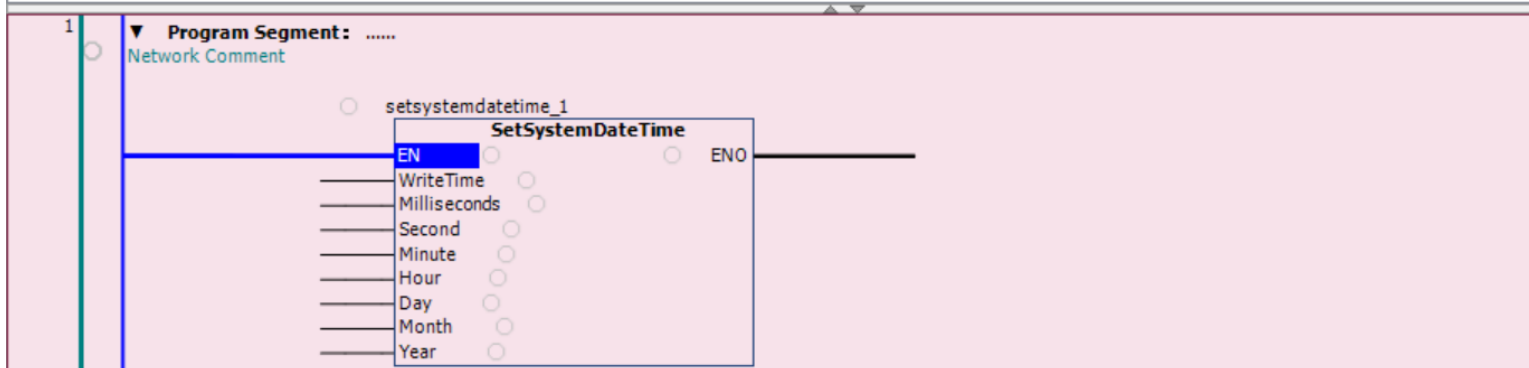 1
▼ Program Segment: ......
Network Comment
setsystemdatetime_1
SetSystemDateTime
EN ENO
WriteTime
Milliseconds
Second
Minute
Hour
Day
Month
Year